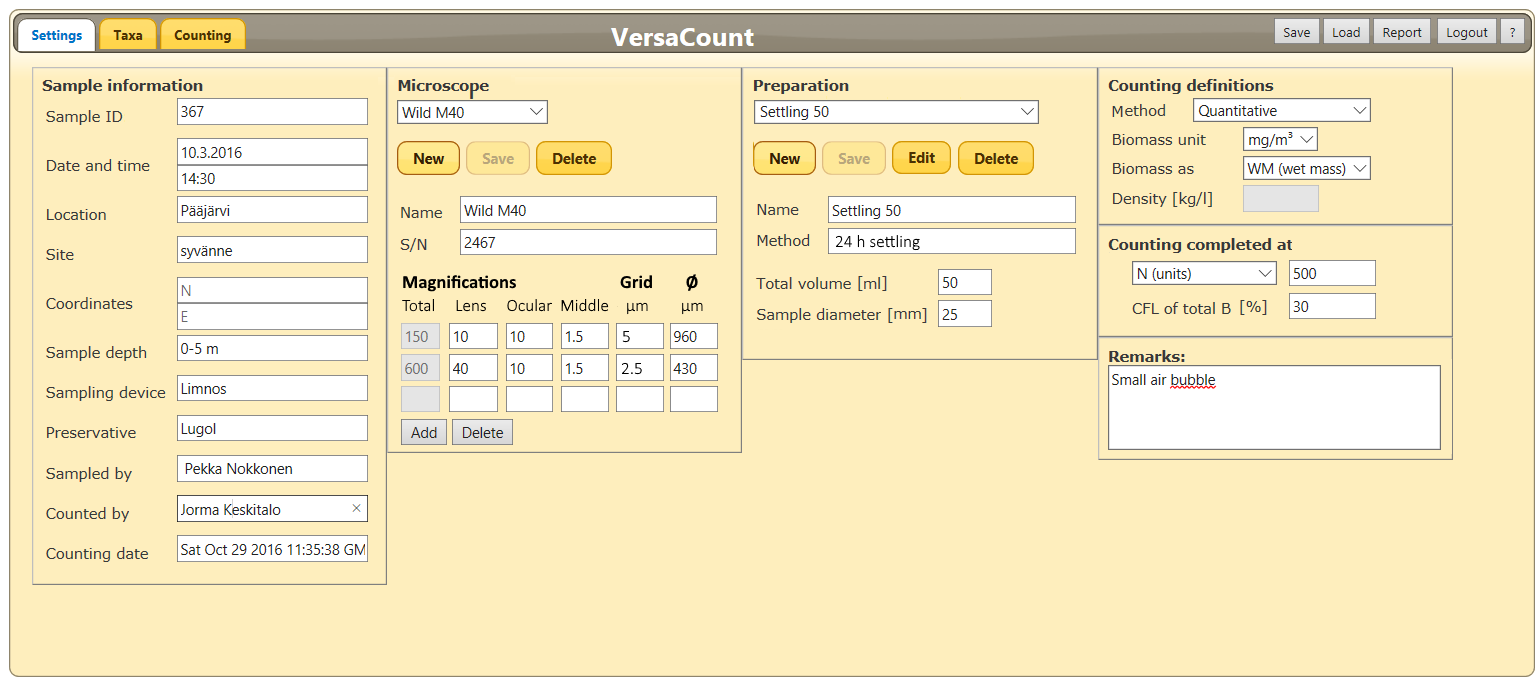 Settings Taxa Counting VersaCount Save Load Report Logout ?
Sample information
Sample ID 367
Date and time 10.3.2016
14:30
Location Pääjärvi
Site syvänne
Coordinates N
E
Sample depth 0-5 m
Sampling device Limnos
Preservative Lugol
Sampled by Pekka Nokkonen
Counted by Jorma Keskitalo ×
Counting date Sat Oct 29 2016 11:35:38 GM
Microscope
Wild M40
New Save Delete
Name Wild M40
S/N 2467
Magnifications Grid Ø
Total Lens Ocular Middle µm µm
150 10 10 1.5 5 960
600 40 10 1.5 2.5 430
Add Delete
Preparation
Settling 50
New Save Edit Delete
Name Settling 50
Method 24 h settling
Total volume [ml] 50
Sample diameter [mm] 25
Counting definitions
Method Quantitative
Biomass unit mg/m³
Biomass as WM (wet mass)
Density [kg/l]
Counting completed at
N (units) 500
CFL of total B [%] 30
Remarks:
Small air bubble